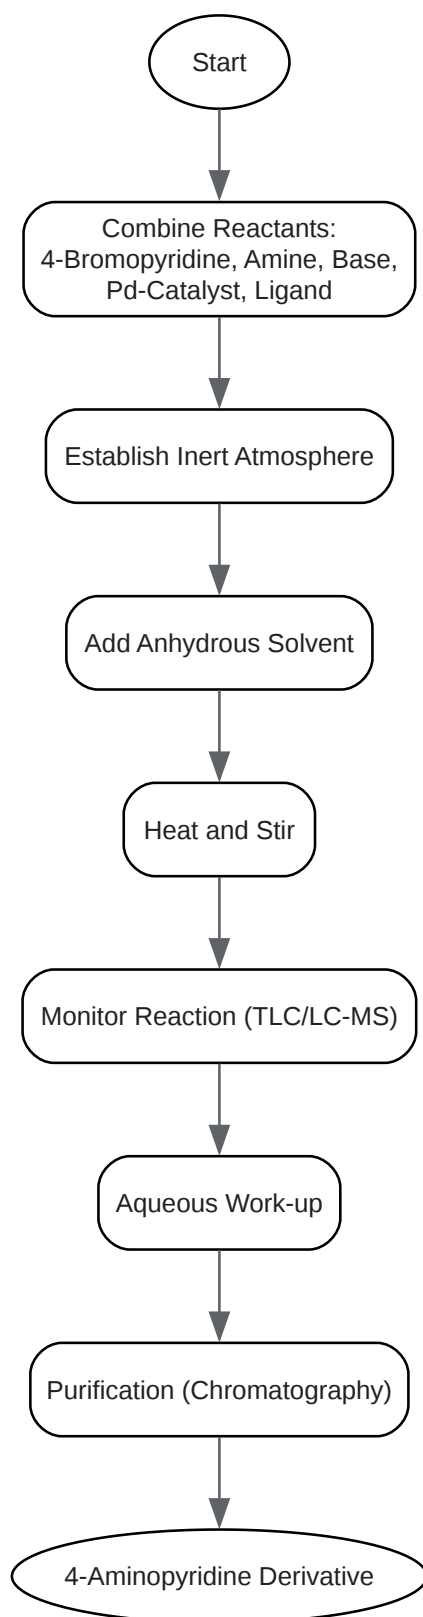 Start
Combine Reactants:
4-Bromopyridine, Amine, Base,
Pd-Catalyst, Ligand
Establish Inert Atmosphere
Add Anhydrous Solvent
Heat and Stir
Monitor Reaction (TLC/LC-MS)
Aqueous Work-up
Purification (Chromatography)
4-Aminopyridine Derivative